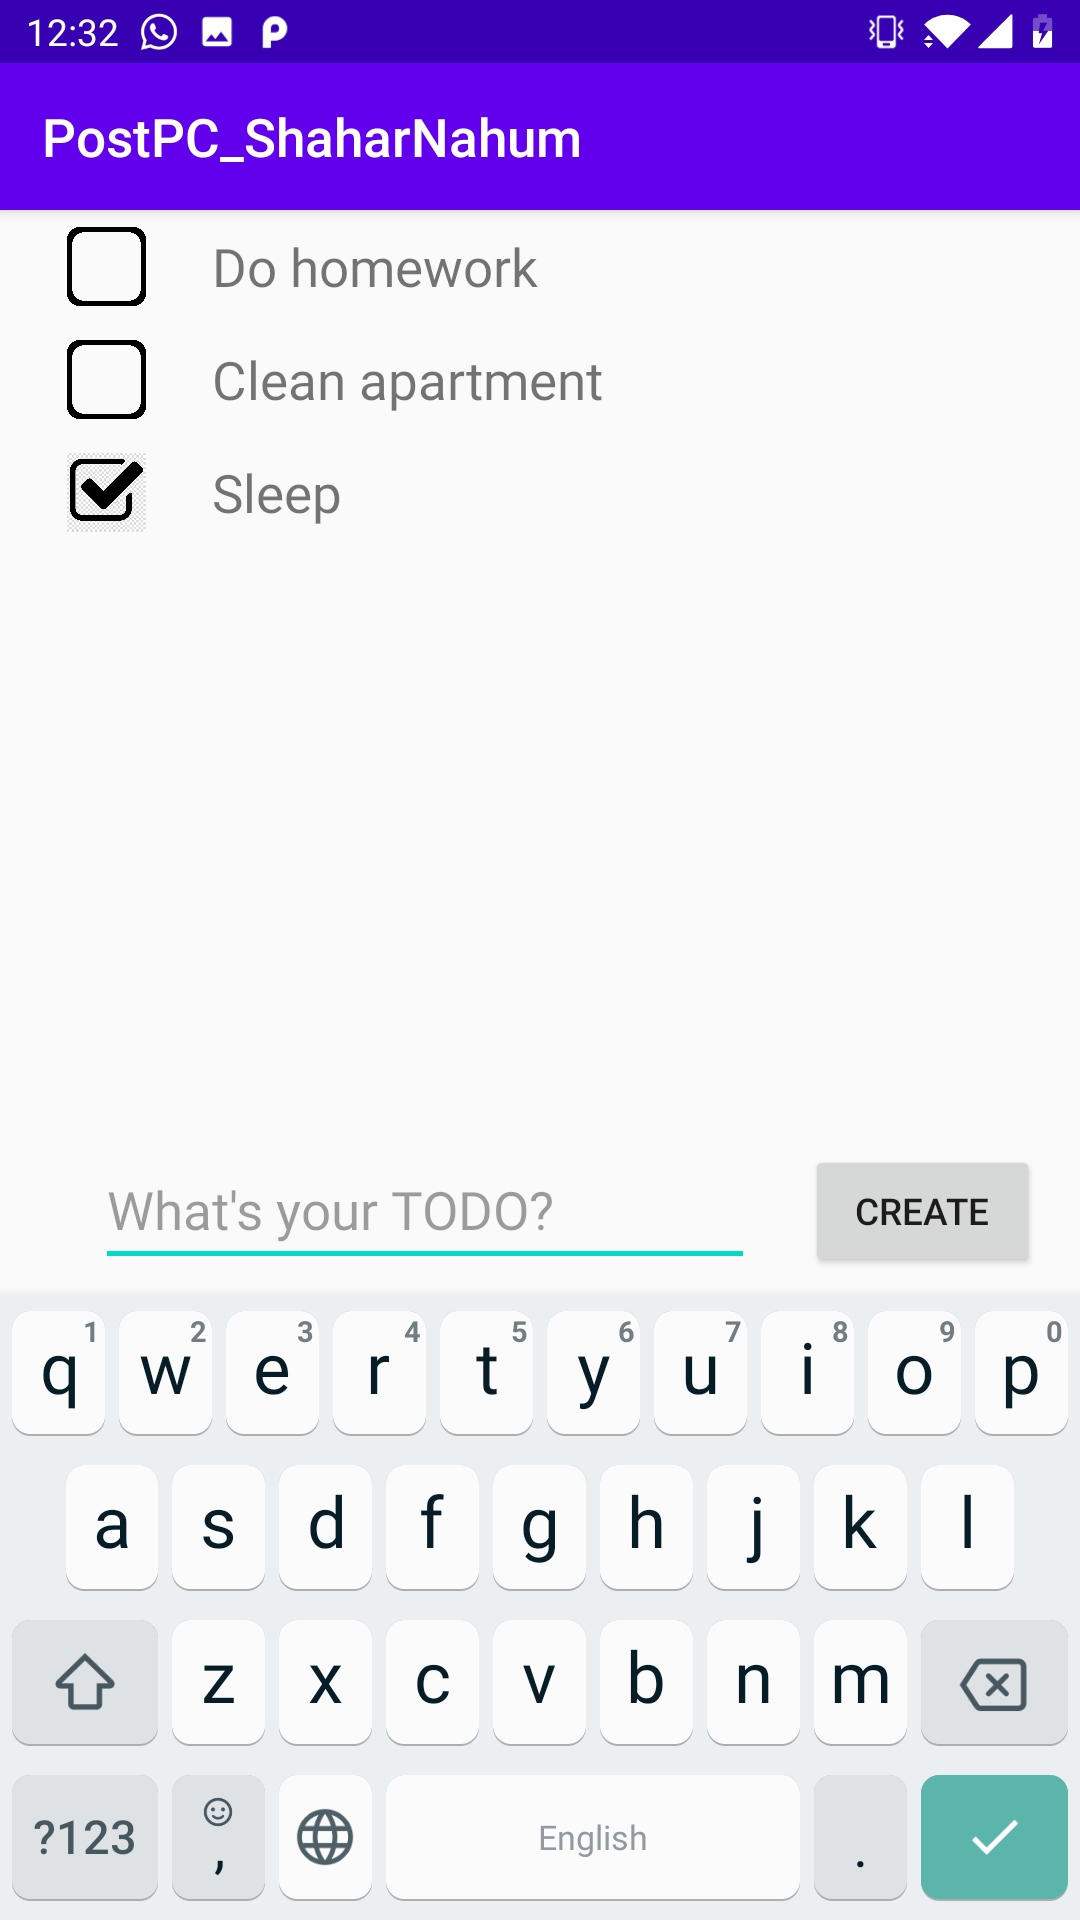 12:32
PostPC_ShaharNahum
Do homework
Clean apartment
Sleep
What's your TODO?
CREATE
1 2 3 4 5 6 7 8 9 0
q w e r t y u i o p
a s d f g h j k l
z x c v b n m
?123 , English .